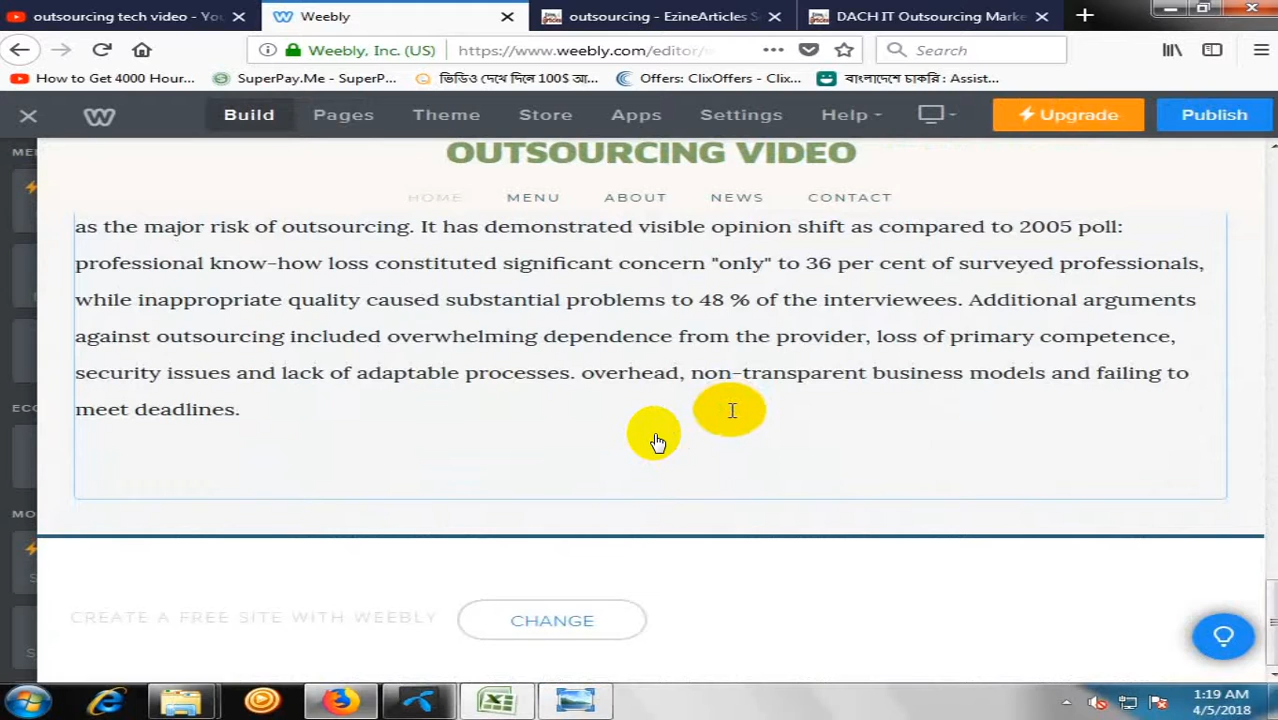 outsourcing tech video - You
Weebly
outsourcing - EzineArticles S
DACH IT Outsourcing Marke
Weebly, Inc. (US)
https://www.weebly.com/editor/
Search
How to Get 4000 Hour...
SuperPay.Me - SuperP...
ভিডিও দেখে দিনে 100$ আ...
Offers: ClixOffers - Clix...
বাংলাদেশে চাকরি : Assist...
Build
Pages
Theme
Store
Apps
Settings
Help
Upgrade
Publish
OUTSOURCING VIDEO
HOME
MENU
ABOUT
NEWS
CONTACT
as the major risk of outsourcing. It has demonstrated visible opinion shift as compared to 2005 poll:
professional know-how loss constituted significant concern "only" to 36 per cent of surveyed professionals,
while inappropriate quality caused substantial problems to 48 % of the interviewees. Additional arguments
against outsourcing included overwhelming dependence from the provider, loss of primary competence,
security issues and lack of adaptable processes. overhead, non-transparent business models and failing to
meet deadlines.
CREATE A FREE SITE WITH WEEBLY
CHANGE
1:19 AM
4/5/2018